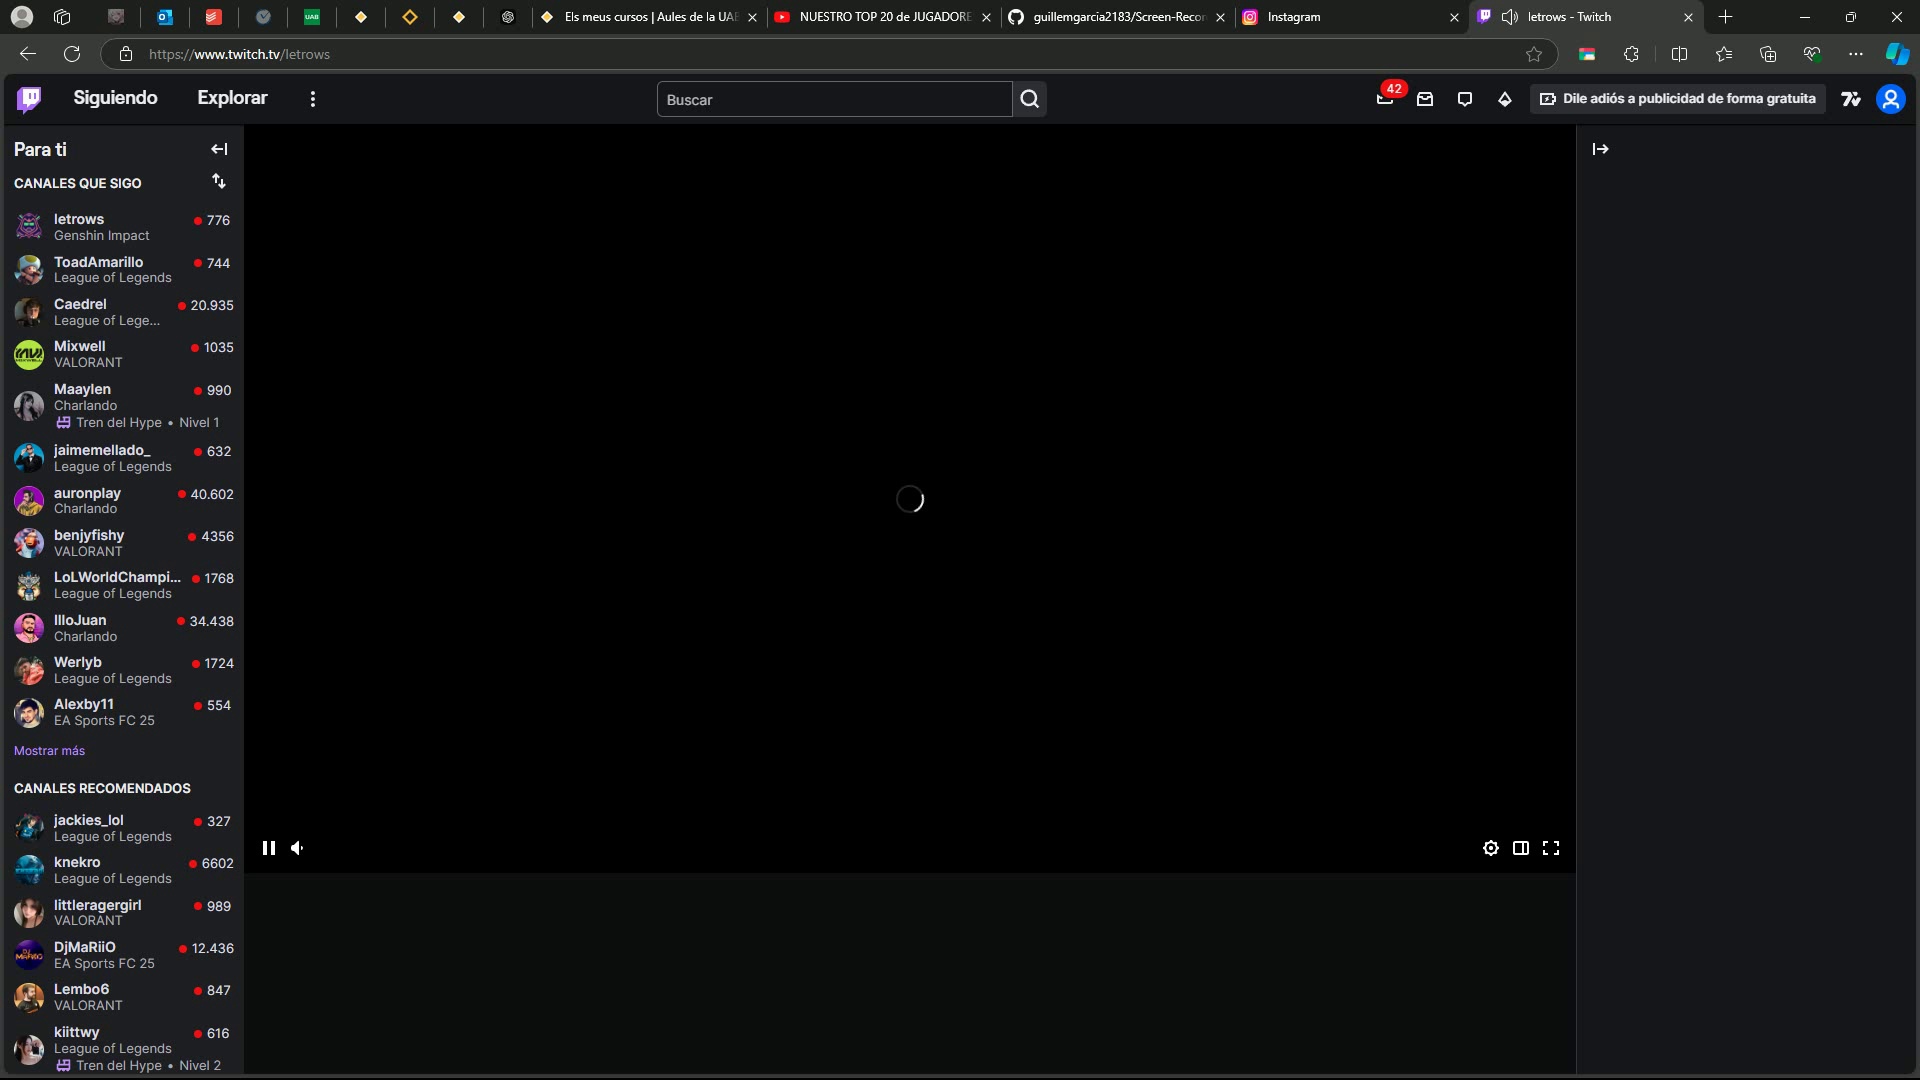 UAB
Els meus cursos | Aules de la UAB
NUESTRO TOP 20 de JUGADORE
guillemgarcia2183/Screen-Recor
Instagram
letrows - Twitch
https://www.twitch.tv/letrows
Siguiendo
Explorar
Buscar
42
Dile adiós a publicidad de forma gratuita
Para ti
CANALES QUE SIGO
letrows 776
Genshin Impact
ToadAmarillo 744
League of Legends
Caedrel 20.935
League of Lege...
Mixwell 1035
VALORANT
Maaylen 990
Charlando
Tren del Hype • Nivel 1
jaimemellado_ 632
League of Legends
auronplay 40.602
Charlando
benjyfishy 4356
VALORANT
LoLWorldChampi... 1768
League of Legends
IlloJuan 34.438
Charlando
Werlyb 1724
League of Legends
Alexby11 554
EA Sports FC 25
Mostrar más
CANALES RECOMENDADOS
jackies_lol 327
League of Legends
knekro 6602
League of Legends
littleragergirl 989
VALORANT
DjMaRiiO 12.436
EA Sports FC 25
Lembo6 847
VALORANT
kiittwy 616
League of Legends
Tren del Hype • Nivel 2